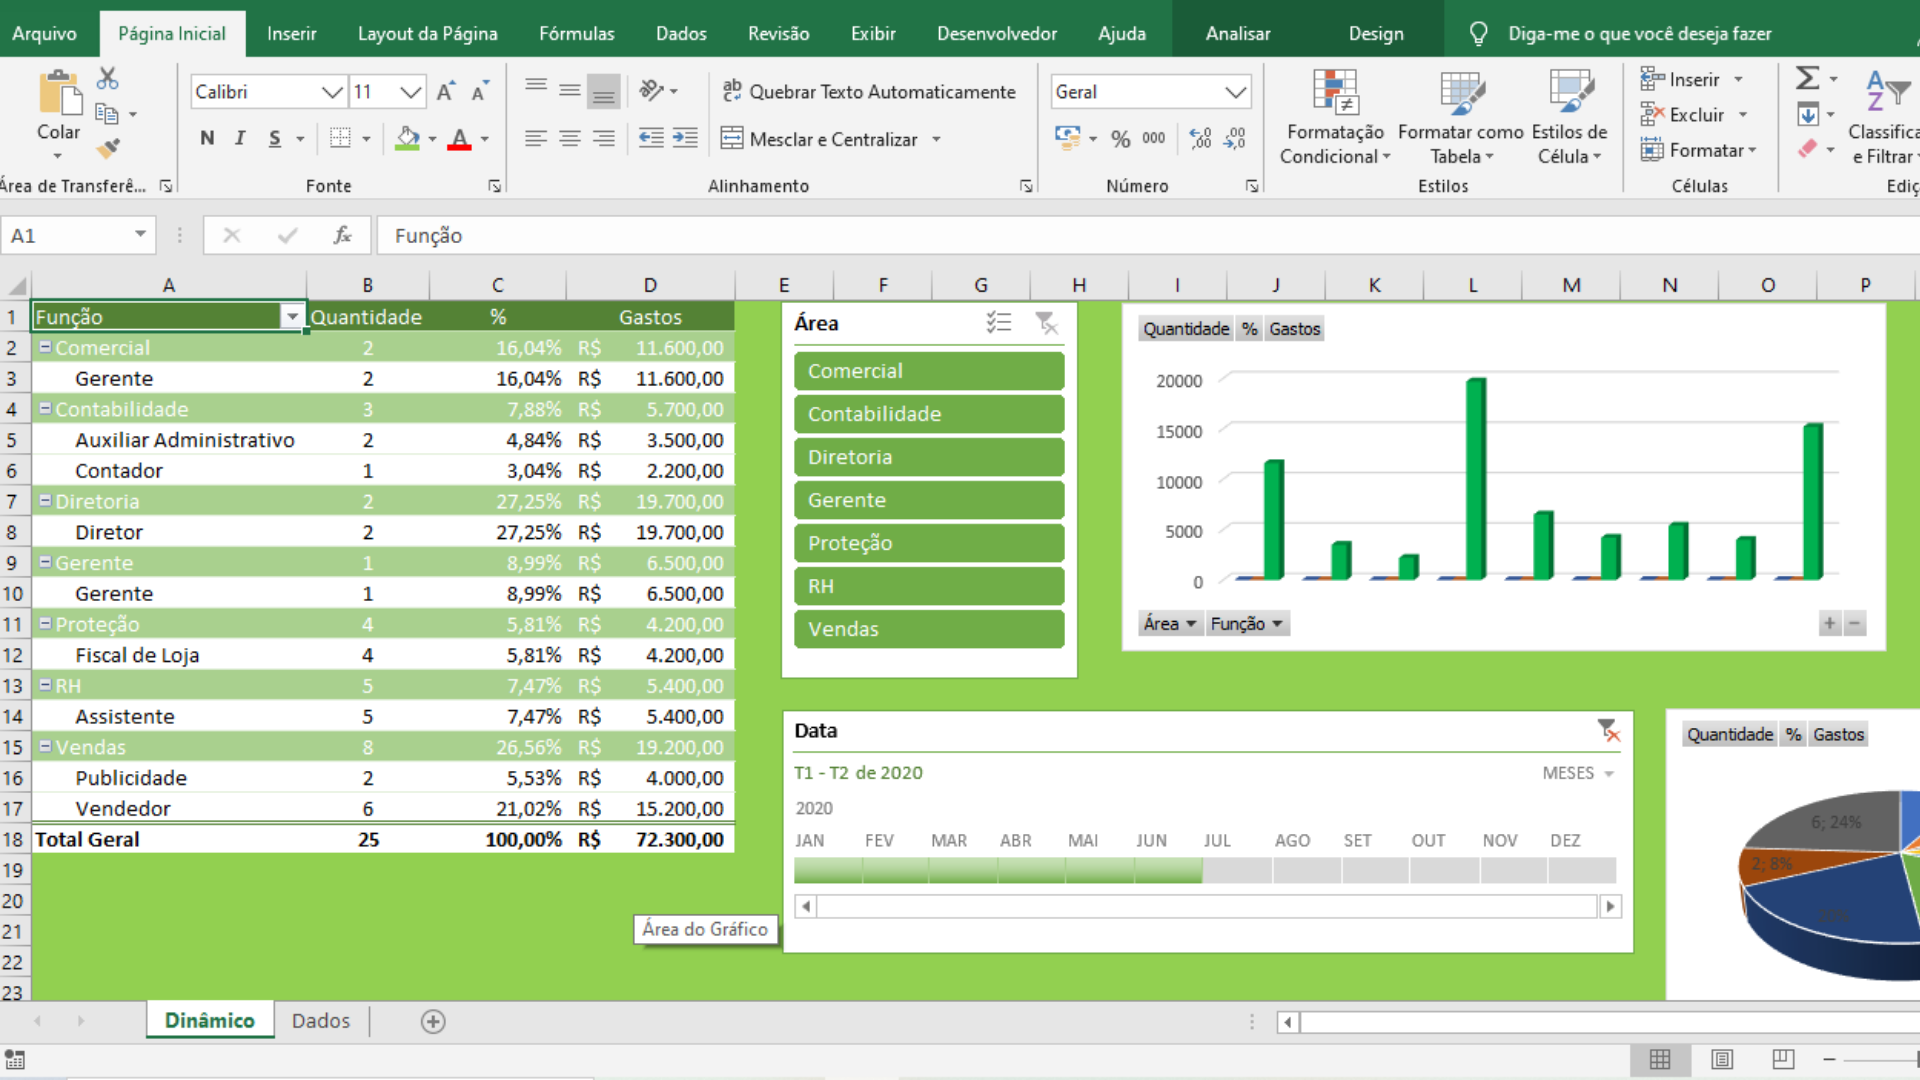 Arquivo Página Inicial Inserir Layout da Página Fórmulas Dados Revisão Exibir Desenvolvedor Ajuda Analisar Design Diga-me o que você deseja fazer
Colar
Calibri 11
N I S
Quebrar Texto Automaticamente
Mesclar e Centralizar
Geral
% 000
Formatação Condicional
Formatar como Tabela
Estilos de Célula
Inserir
Excluir
Formatar
Classifica
e Filtrar
Área de Transferê... Fonte Alinhamento Número Estilos Células Ediç
A1 fx Função
A B C D E F G H I J K L M N O P
1 Função Quantidade % Gastos
2 Comercial 2 16,04% R$ 11.600,00
3 Gerente 2 16,04% R$ 11.600,00
4 Contabilidade 3 7,88% R$ 5.700,00
5 Auxiliar Administrativo 2 4,84% R$ 3.500,00
6 Contador 1 3,04% R$ 2.200,00
7 Diretoria 2 27,25% R$ 19.700,00
8 Diretor 2 27,25% R$ 19.700,00
9 Gerente 1 8,99% R$ 6.500,00
10 Gerente 1 8,99% R$ 6.500,00
11 Proteção 4 5,81% R$ 4.200,00
12 Fiscal de Loja 4 5,81% R$ 4.200,00
13 RH 5 7,47% R$ 5.400,00
14 Assistente 5 7,47% R$ 5.400,00
15 Vendas 8 26,56% R$ 19.200,00
16 Publicidade 2 5,53% R$ 4.000,00
17 Vendedor 6 21,02% R$ 15.200,00
18 Total Geral 25 100,00% R$ 72.300,00
19
20
21
22
23
Área
Comercial
Contabilidade
Diretoria
Gerente
Proteção
RH
Vendas
Quantidade % Gastos
20000
15000
10000
5000
0
Área Função
Data
T1 - T2 de 2020 MESES
2020
JAN FEV MAR ABR MAI JUN JUL AGO SET OUT NOV DEZ
Área do Gráfico
Quantidade % Gastos
6; 24%
2; 8%
Dinâmico Dados